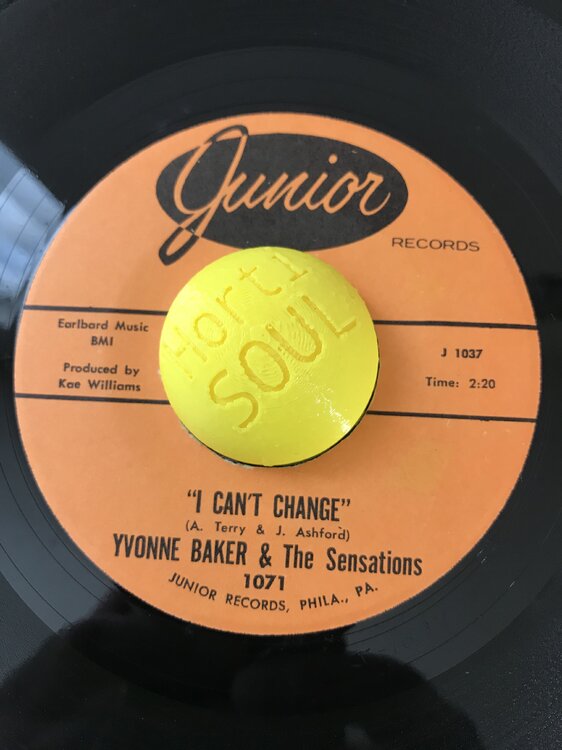 Junior
RECORDS
Earlbard Music
BMI
Produced by
Kae Williams
J 1037
Time: 2:20
Horti
SOUL
"I CAN'T CHANGE"
(A. Terry & J. Ashford)
YVONNE BAKER & The Sensations
1071
JUNIOR RECORDS, PHILA., PA.